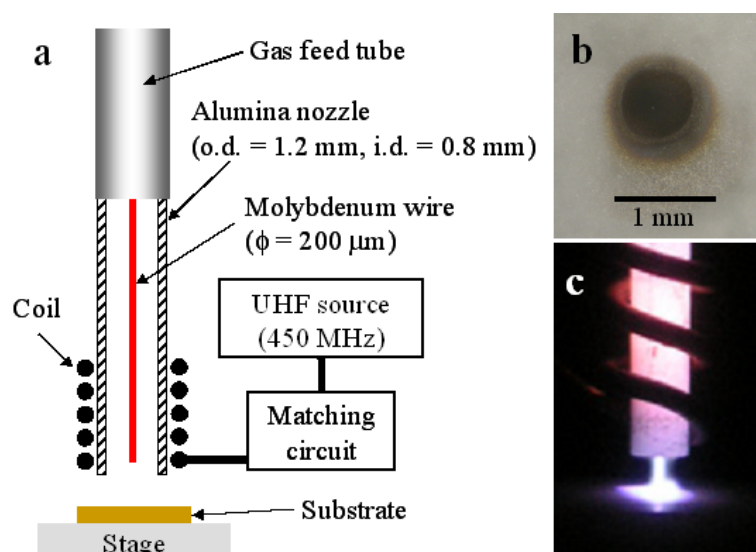 a
Gas feed tube
Alumina nozzle
(o.d. = 1.2 mm, i.d. = 0.8 mm)
Molybdenum wire
(ϕ = 200 μm)
Coil
UHF source
(450 MHz)
Matching
circuit
Substrate
Stage
b
1 mm
c